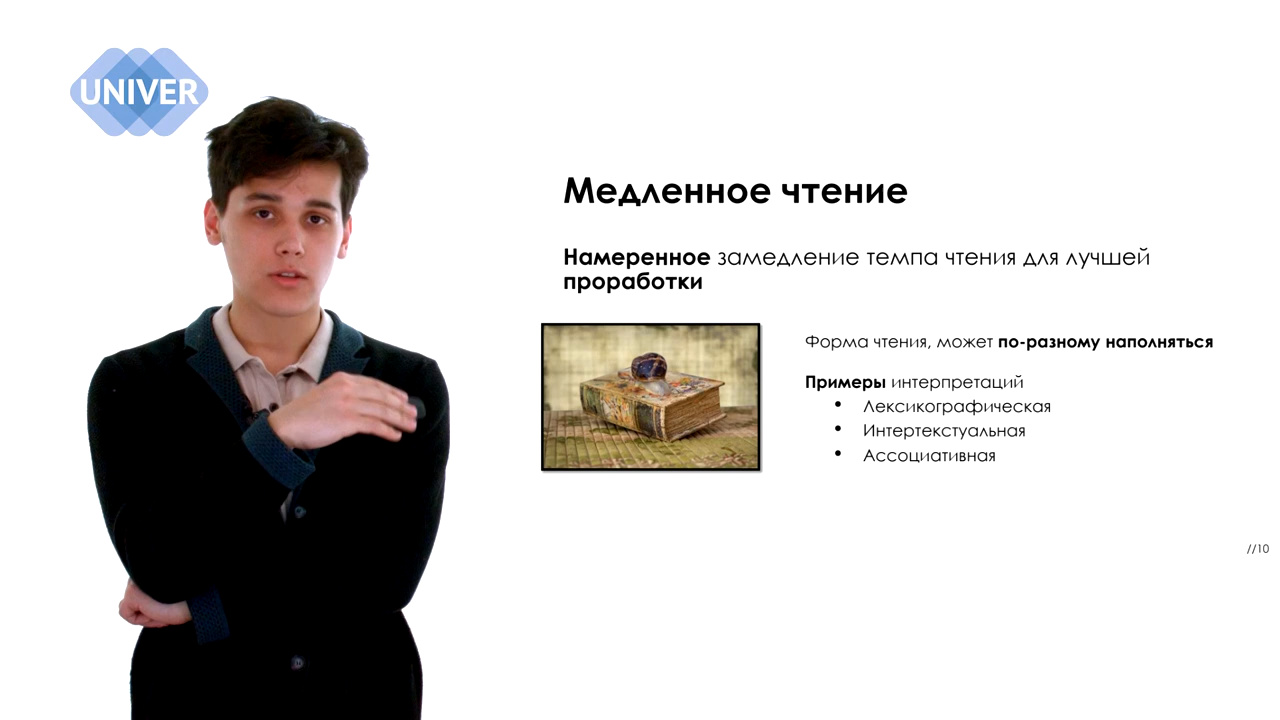 UNIVER
Медленное чтение
Намеренное замедление темпа чтения для лучшей
проработки
Форма чтения, может по-разному наполняться
Примеры интерпретаций
• Лексикографическая
• Интертекстуальная
• Ассоциативная
//10